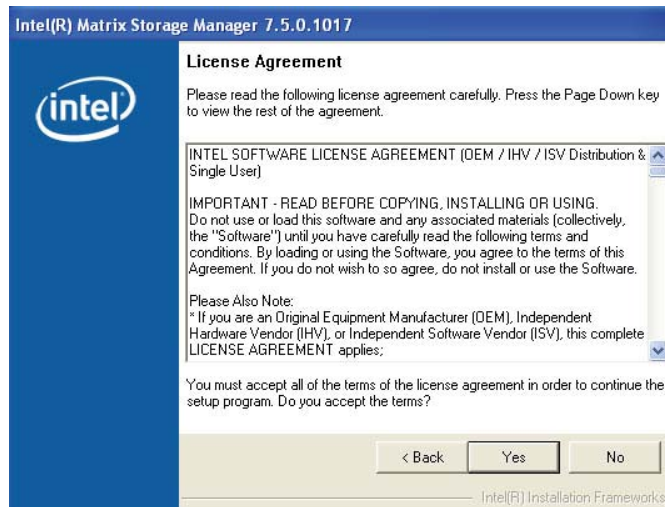 Intel(R) Matrix Storage Manager 7.5.0.1017
intel
License Agreement
Please read the following license agreement carefully. Press the Page Down key
to view the rest of the agreement.
INTEL SOFTWARE LICENSE AGREEMENT (OEM / IHV / ISV Distribution &
Single User)
IMPORTANT - READ BEFORE COPYING, INSTALLING OR USING.
Do not use or load this software and any associated materials (collectively,
the "Software") until you have carefully read the following terms and
conditions. By loading or using the Software, you agree to the terms of this
Agreement. If you do not wish to so agree, do not install or use the Software.
Please Also Note:
* If you are an Original Equipment Manufacturer (OEM), Independent
Hardware Vendor (IHV), or Independent Software Vendor (ISV), this complete
LICENSE AGREEMENT applies;
You must accept all of the terms of the license agreement in order to continue the
setup program. Do you accept the terms?
< Back Yes No
Intel(R) Installation Frameworks